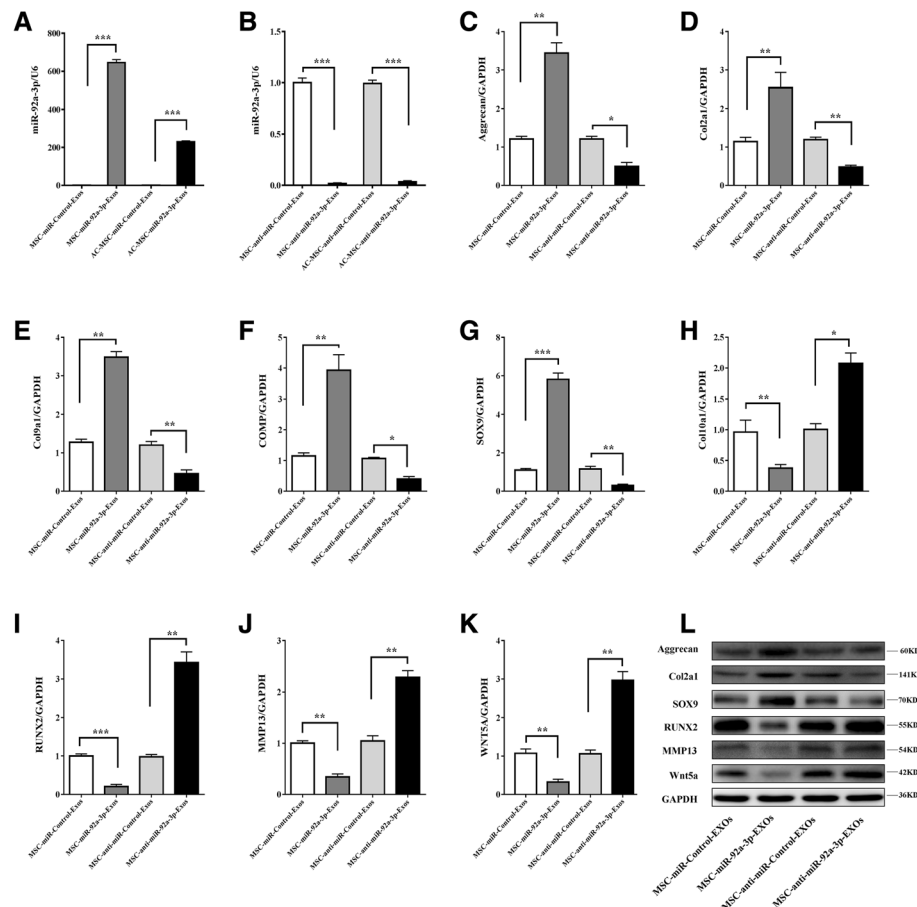 A
miR-92a-3p/U6
800
600
400
200
0
***
***
MSC-miR-Control-Exos
MSC-miR-92a-3p-Exos
AC-MSC-miR-Control-Exos
AC-MSC-miR-92a-3p-Exos
B
miR-92a-3p/U6
1.5
1.0
0.5
0.0
***
***
MSC-anti-miR-Control-Exos
MSC-anti-miR-92a-3p-Exos
AC-MSC-anti-miR-Control-Exos
AC-MSC-anti-miR-92a-3p-Exos
C
Aggrecan/GAPDH
4
3
2
1
0
**
*
MSC-miR-Control-Exos
MSC-miR-92a-3p-Exos
MSC-anti-miR-Control-Exos
MSC-anti-miR-92a-3p-Exos
D
Col2a1/GAPDH
4
3
2
1
0
**
**
MSC-miR-Control-Exos
MSC-miR-92a-3p-Exos
MSC-anti-miR-Control-Exos
MSC-anti-miR-92a-3p-Exos
E
Col9a1/GAPDH
4
3
2
1
0
**
**
MSC-miR-Control-Exos
MSC-miR-92a-3p-Exos
MSC-anti-miR-Control-Exos
MSC-anti-miR-92a-3p-Exos
F
COMP/GAPDH
5
4
3
2
1
0
**
*
MSC-miR-Control-Exos
MSC-miR-92a-3p-Exos
MSC-anti-miR-Control-Exos
MSC-anti-miR-92a-3p-Exos
G
SOX9/GAPDH
8
6
4
2
0
***
**
MSC-miR-Control-Exos
MSC-miR-92a-3p-Exos
MSC-anti-miR-Control-Exos
MSC-anti-miR-92a-3p-Exos
H
Col10a1/GAPDH
2.5
2.0
1.5
1.0
0.5
0.0
**
*
MSC-miR-Control-Exos
MSC-miR-92a-3p-Exos
MSC-anti-miR-Control-Exos
MSC-anti-miR-92a-3p-Exos
I
RUNX2/GAPDH
4
3
2
1
0
***
**
MSC-miR-Control-Exos
MSC-miR-92a-3p-Exos
MSC-anti-miR-Control-Exos
MSC-anti-miR-92a-3p-Exos
J
MMP13/GAPDH
3
2
1
0
**
**
MSC-miR-Control-Exos
MSC-miR-92a-3p-Exos
MSC-anti-miR-Control-Exos
MSC-anti-miR-92a-3p-Exos
K
WNT5A/GAPDH
4
3
2
1
0
**
**
MSC-miR-Control-Exos
MSC-miR-92a-3p-Exos
MSC-anti-miR-Control-Exos
MSC-anti-miR-92a-3p-Exos
L
Aggrecan 60KD
Col2a1 141KD
SOX9 70KD
RUNX2 55KD
MMP13 54KD
Wnt5a 42KD
GAPDH 36KD
MSC-miR-Control-EXOs
MSC-miR-92a-3p-EXOs
MSC-anti-miR-Control-EXOs
MSC-anti-miR-92a-3p-EXOs